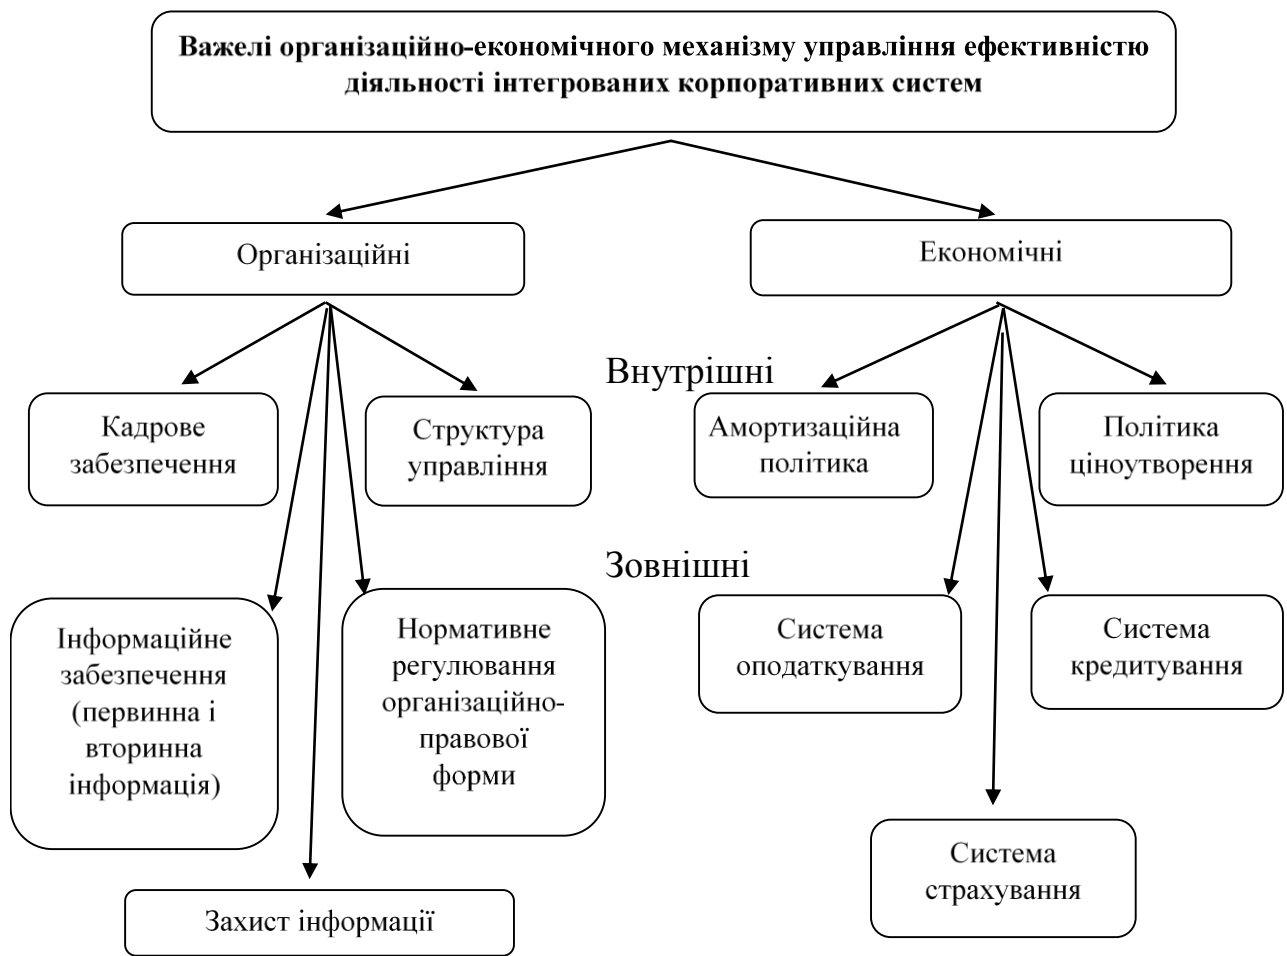 Важелі організаційно-економічного механізму управління ефективністю
діяльності інтегрованих корпоративних систем
Організаційні
Економічні
Внутрішні
Кадрове
забезпечення
Структура
управління
Амортизаційна
політика
Політика
ціноутворення
Зовнішні
Інформаційне
забезпечення
(первинна і
вторинна
інформація)
Нормативне
регулювання
організаційно-
правової
форми
Система
оподаткування
Система
кредитування
Захист інформації
Система
страхування